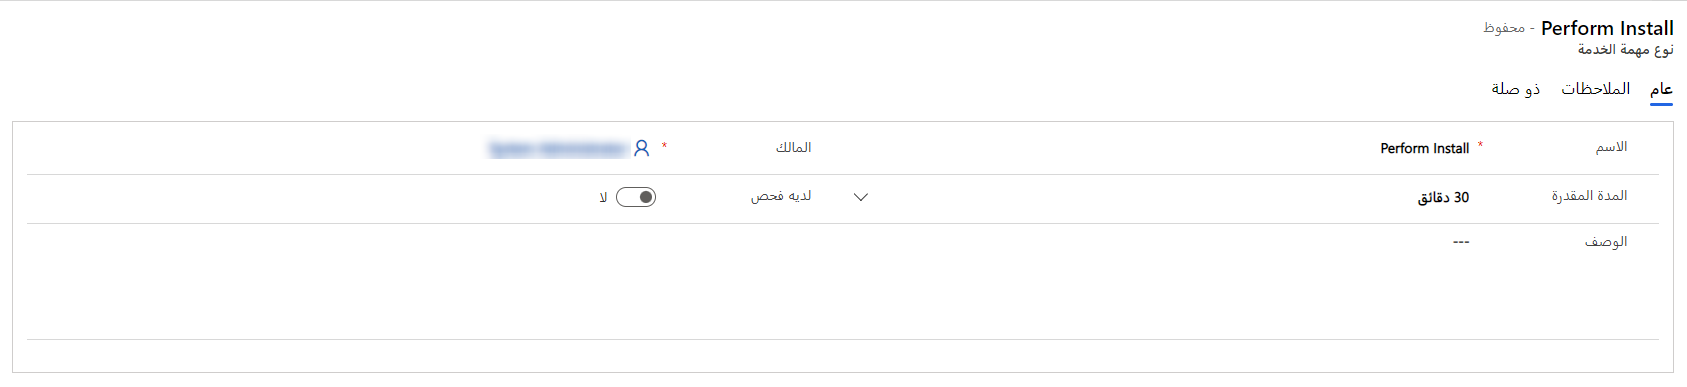 Perform Install - محفوظ
نوع مهمة الخدمة
عام الملاحظات ذو صلة
الاسم * Perform Install المالك *
المدة المقدرة 30 دقائق لديه فحص لا
الوصف ---